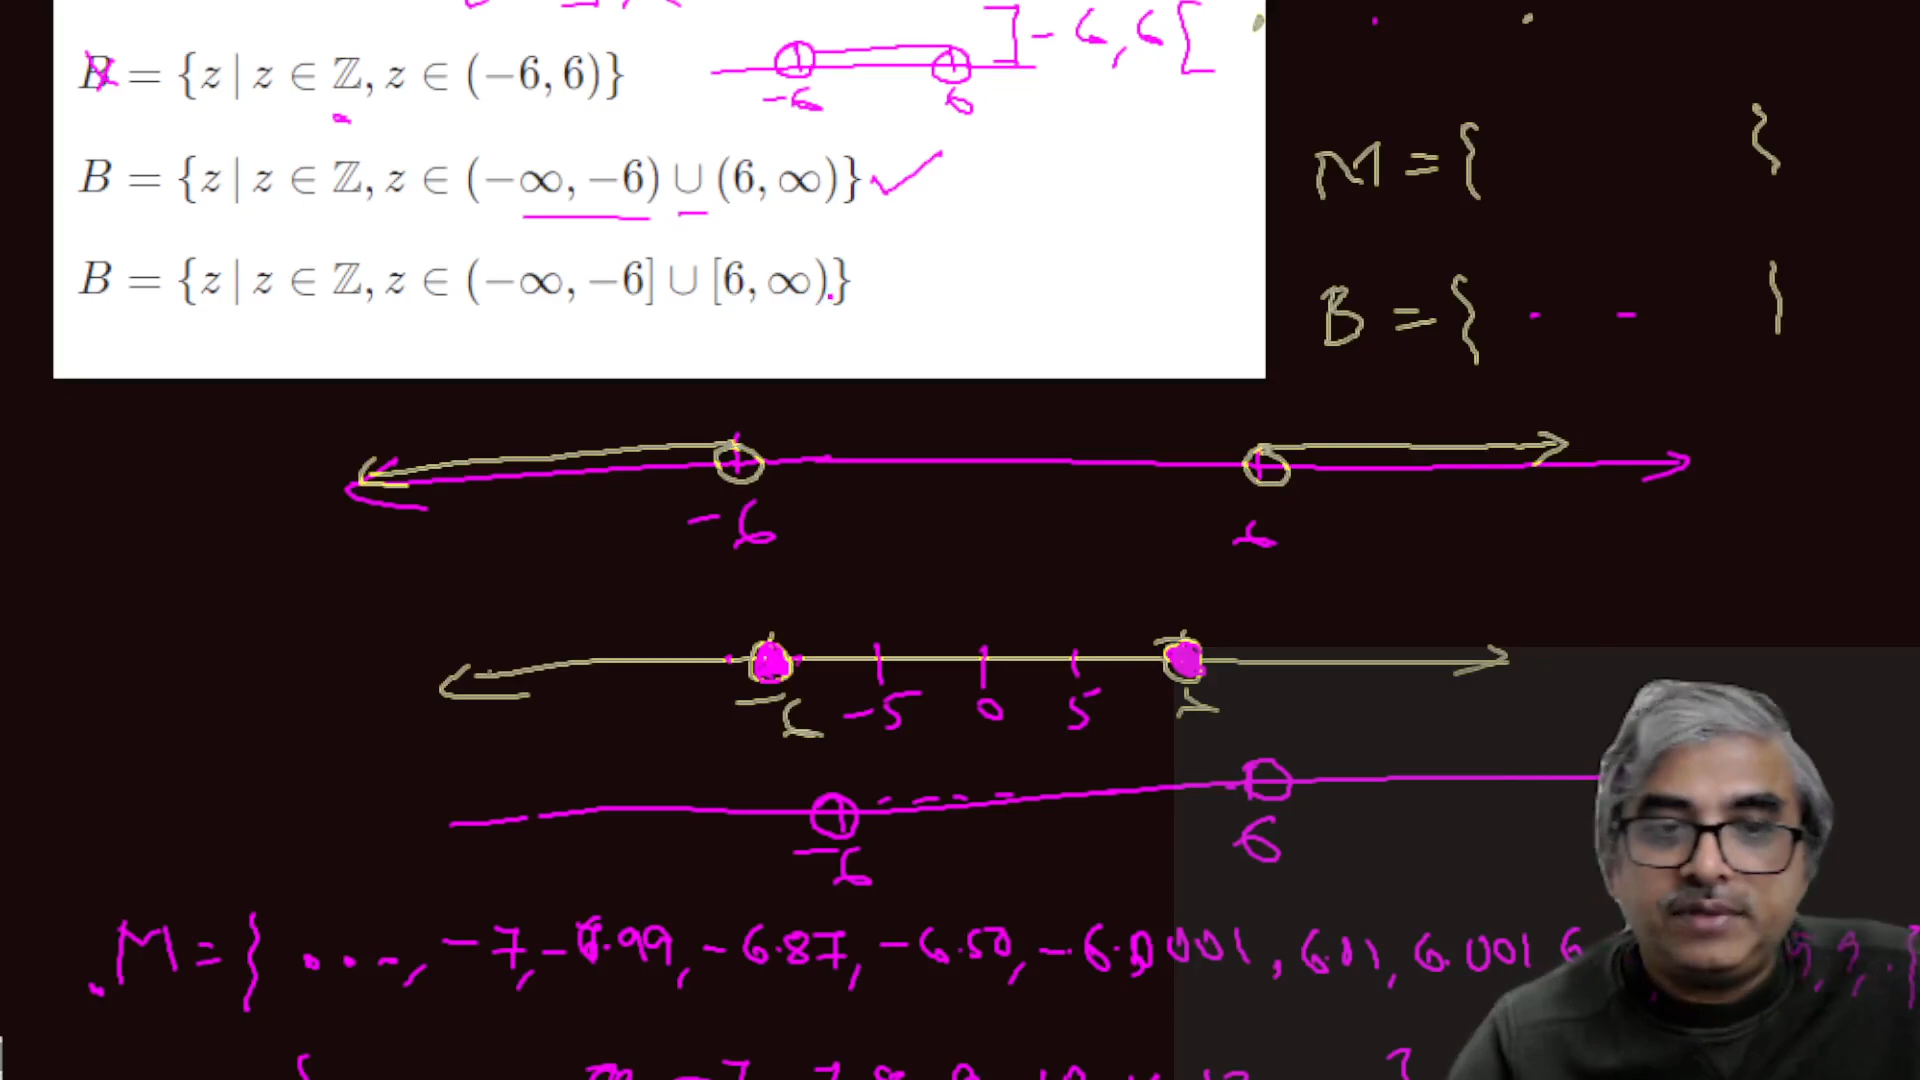 B = {z | z ∈ ℤ, z ∈ (−6, 6)}
-6 6
]-6,6[
B = {z | z ∈ ℤ, z ∈ (−∞, −6) ∪ (6, ∞)} ✓
B = {z | z ∈ ℤ, z ∈ (−∞, −6] ∪ [6, ∞)}
M = { }
B = { . - }
-6 6
-5 0 5
-6 6
M = { ..., -7, -6.99, -6.87, -6.50, -6.0001, 6.01, 6.001